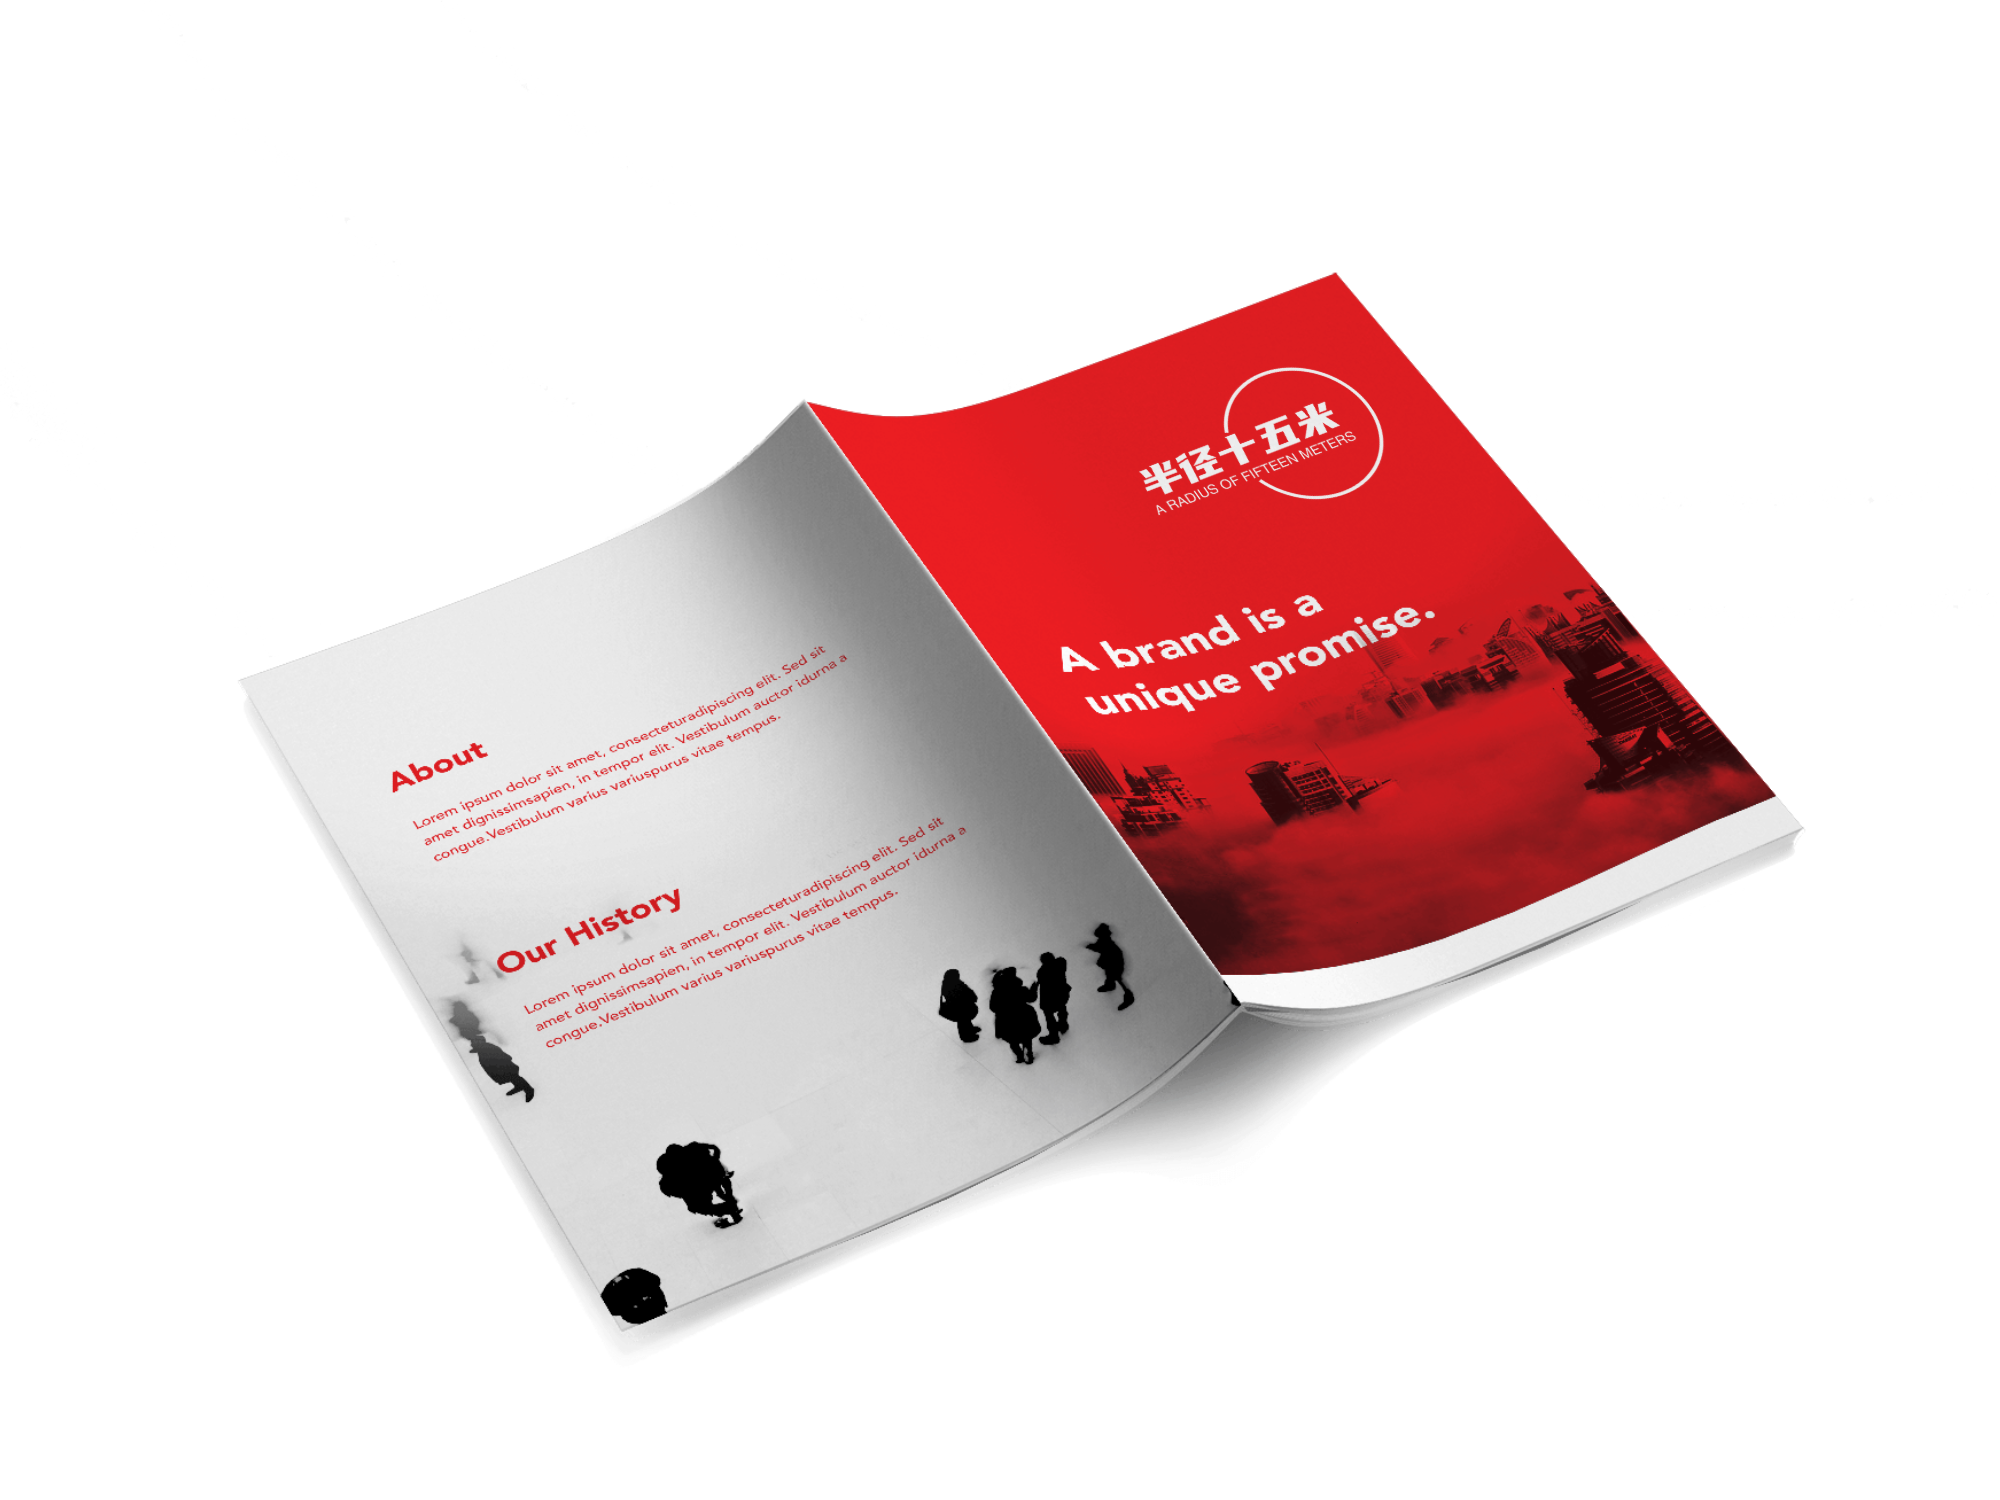 About
Lorem ipsum dolor sit amet, consecteturadipiscing elit. Sed sit
amet dignissimsapien, in tempor elit. Vestibulum auctor idurna a
congue.Vestibulum varius variuspurus vitae tempus.
Our History
Lorem ipsum dolor sit amet, consecteturadipiscing elit. Sed sit
amet dignissimsapien, in tempor elit. Vestibulum auctor idurna a
congue.Vestibulum varius variuspurus vitae tempus.
半径十五米
A RADIUS OF FIFTEEN METERS
A brand is a
unique promise.